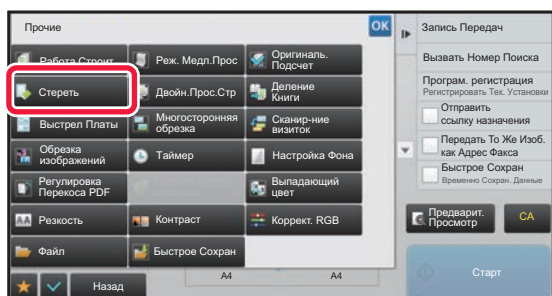 Прочие
OK
Работа Строит
Реж. Медл.Прос
Оригиналь.
Подсчет
Стереть
Двойн.Прос.Стр
Деление
Книги
Выстрел Платы
Многосторонняя
обрезка
Сканир-ние
визиток
Обрезка
изображений
Таймер
Настройка Фона
Регулировка
Перекоса PDF
Выпадающий
цвет
Резкость
Контраст
Коррект. RGB
Файл
Быстрое Сохран
Назад
A4
A4
Запись Передач
Вызвать Номер Поиска
Програм. регистрация
Регистрировать Тек. Установки
Отправить
ссылку назначения
Передать То Же Изоб.
как Адрес Факса
Быстрое Сохран
Временно Сохран. Данные
Предварит.
Просмотр
CA
Старт